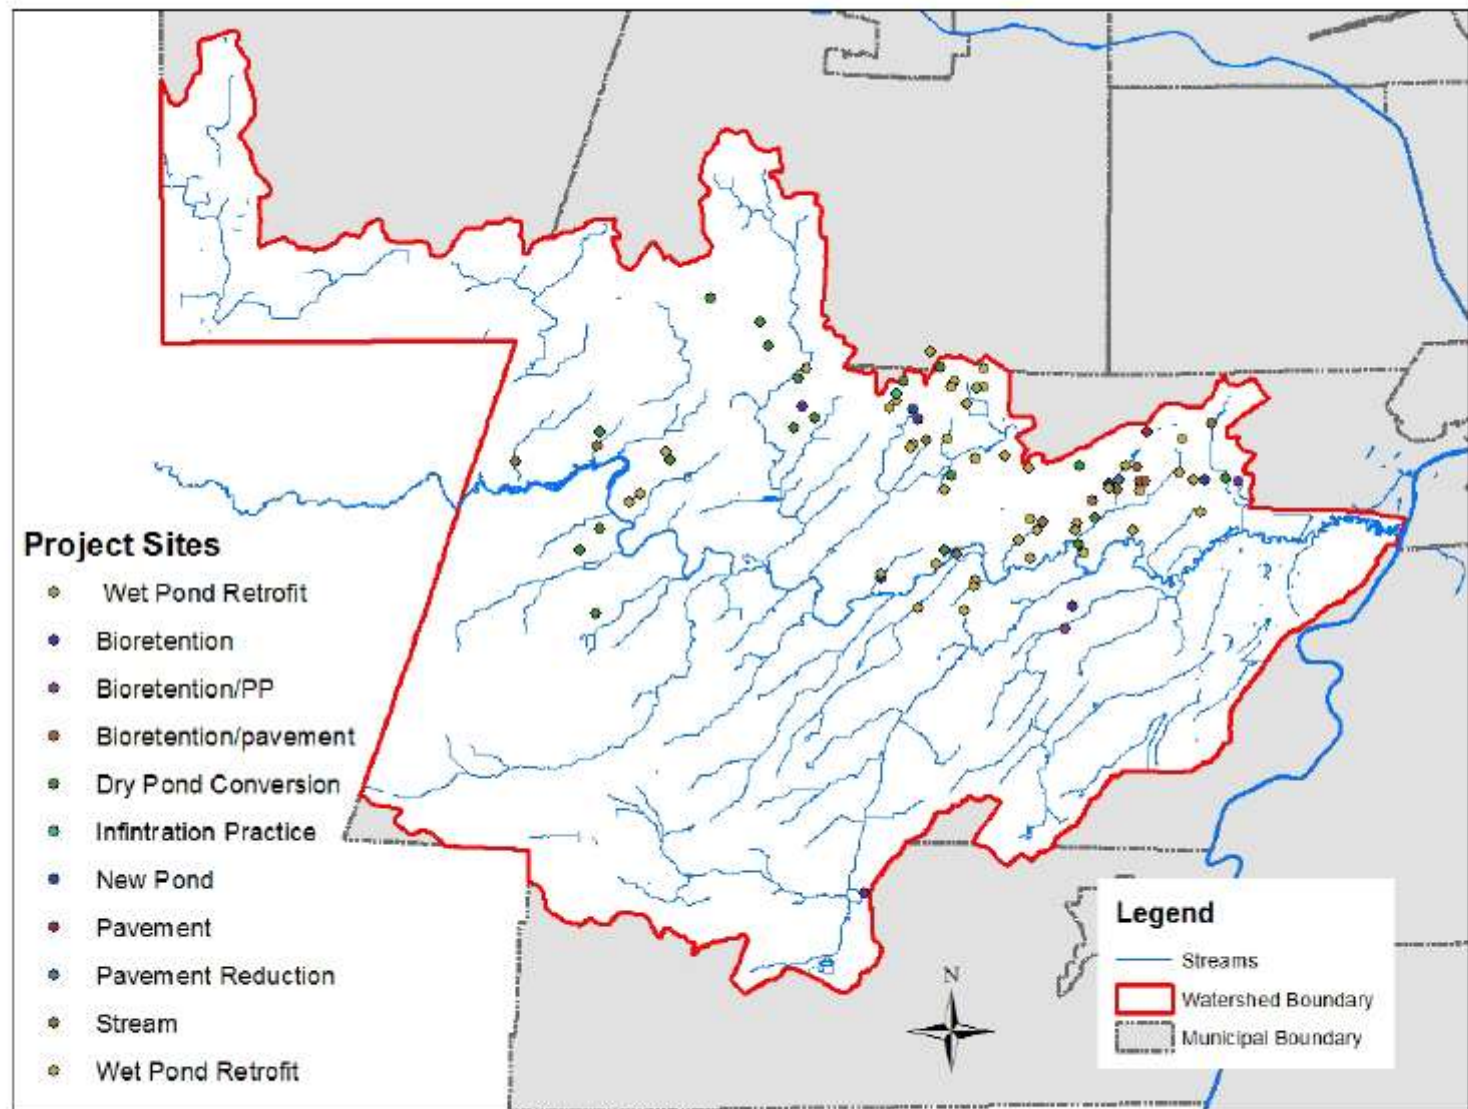 Project Sites
Wet Pond Retrofit
Bioretention
Bioretention/PP
Bioretention/pavement
Dry Pond Conversion
Infintration Practice
New Pond
Pavement
Pavement Reduction
Stream
Wet Pond Retrofit
N
Legend
Streams
Watershed Boundary
Municipal Boundary